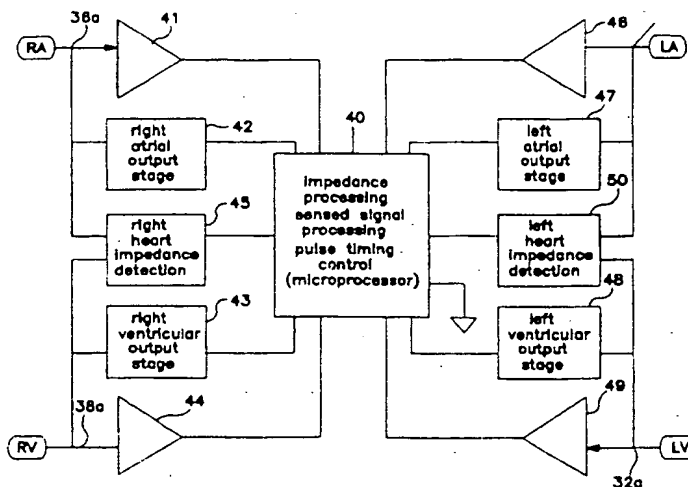 36a
41
46
RA
LA
42
40
47
right
atrial
output
stage
left
atrial
output
stage
45
50
right
heart
impedance
detection
impedance
processing
sensed signal
processing
pulse timing
control
(microprocessor)
left
heart
impedance
detection
43
48
right
ventricular
output
stage
left
ventricular
output
stage
44
49
38a
RV
LV
32a